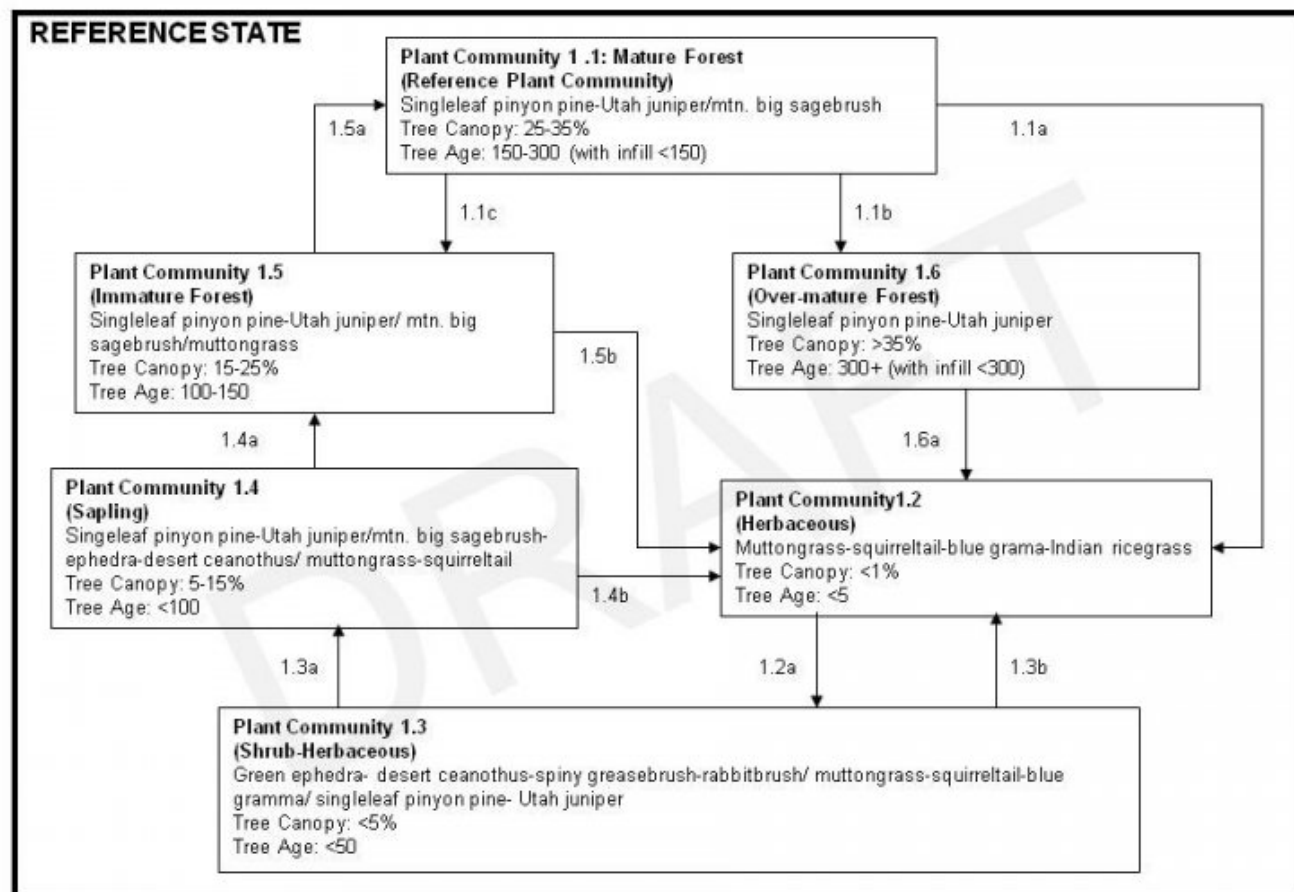 REFERENCE STATE
Plant Community 1 .1: Mature Forest
(Reference Plant Community)
Singleleaf pinyon pine-Utah juniper/mtn. big sagebrush
Tree Canopy: 25-35%
Tree Age: 150-300 (with infill <150)
1.5a
1.1a
1.1c
1.1b
Plant Community 1.5
(Immature Forest)
Singleleaf pinyon pine-Utah juniper/ mtn. big
sagebrush/muttongrass
Tree Canopy: 15-25%
Tree Age: 100-150
Plant Community 1.6
(Over-mature Forest)
Singleleaf pinyon pine-Utah juniper
Tree Canopy: >35%
Tree Age: 300+ (with infill <300)
1.5b
1.4a
1.6a
Plant Community 1.4
(Sapling)
Singeleaf pinyon pine-Utah juniper/mtn. big sagebrush-
ephedra-desert ceanothus/ muttongrass-squirreltail
Tree Canopy: 5-15%
Tree Age: <100
Plant Community1.2
(Herbaceous)
Muttongrass-squirreltail-blue grama-Indian ricegrass
Tree Canopy: <1%
Tree Age: <5
1.4b
1.3a
1.2a
1.3b
Plant Community 1.3
(Shrub-Herbaceous)
Green ephedra- desert ceanothus-spiny greasebrush-rabbitbrush/ muttongrass-squirreltail-blue
gramma/ singleleaf pinyon pine- Utah juniper
Tree Canopy: <5%
Tree Age: <50
DRAFT